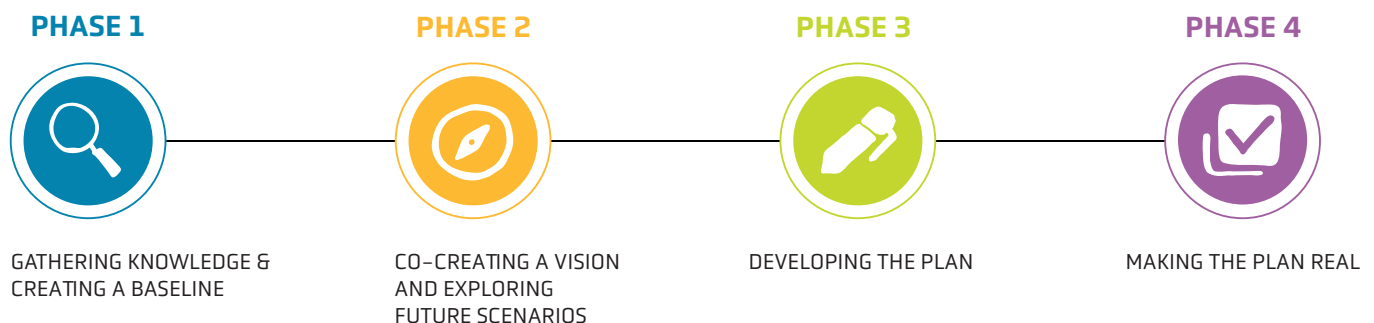 PHASE 1
PHASE 2
PHASE 3
PHASE 4
GATHERING KNOWLEDGE &
CREATING A BASELINE
CO-CREATING A VISION
AND EXPLORING
FUTURE SCENARIOS
DEVELOPING THE PLAN
MAKING THE PLAN REAL